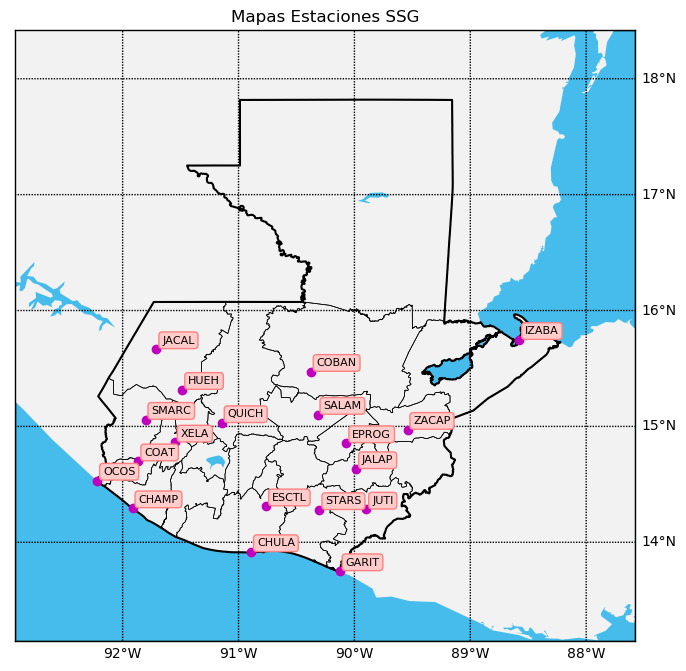 Mapas Estaciones SSG
18°N
17°N
16°N
IZABA
JACAL
COBAN
HUEH
SALAM
SMARC
QUICH
ZACAP
15°N
XELA
EPROG
COAT
JALAP
OCOS
CHAMP
ESCTL
STARS
JUTI
CHULA
14°N
GARIT
92°W 91°W 90°W 89°W 88°W